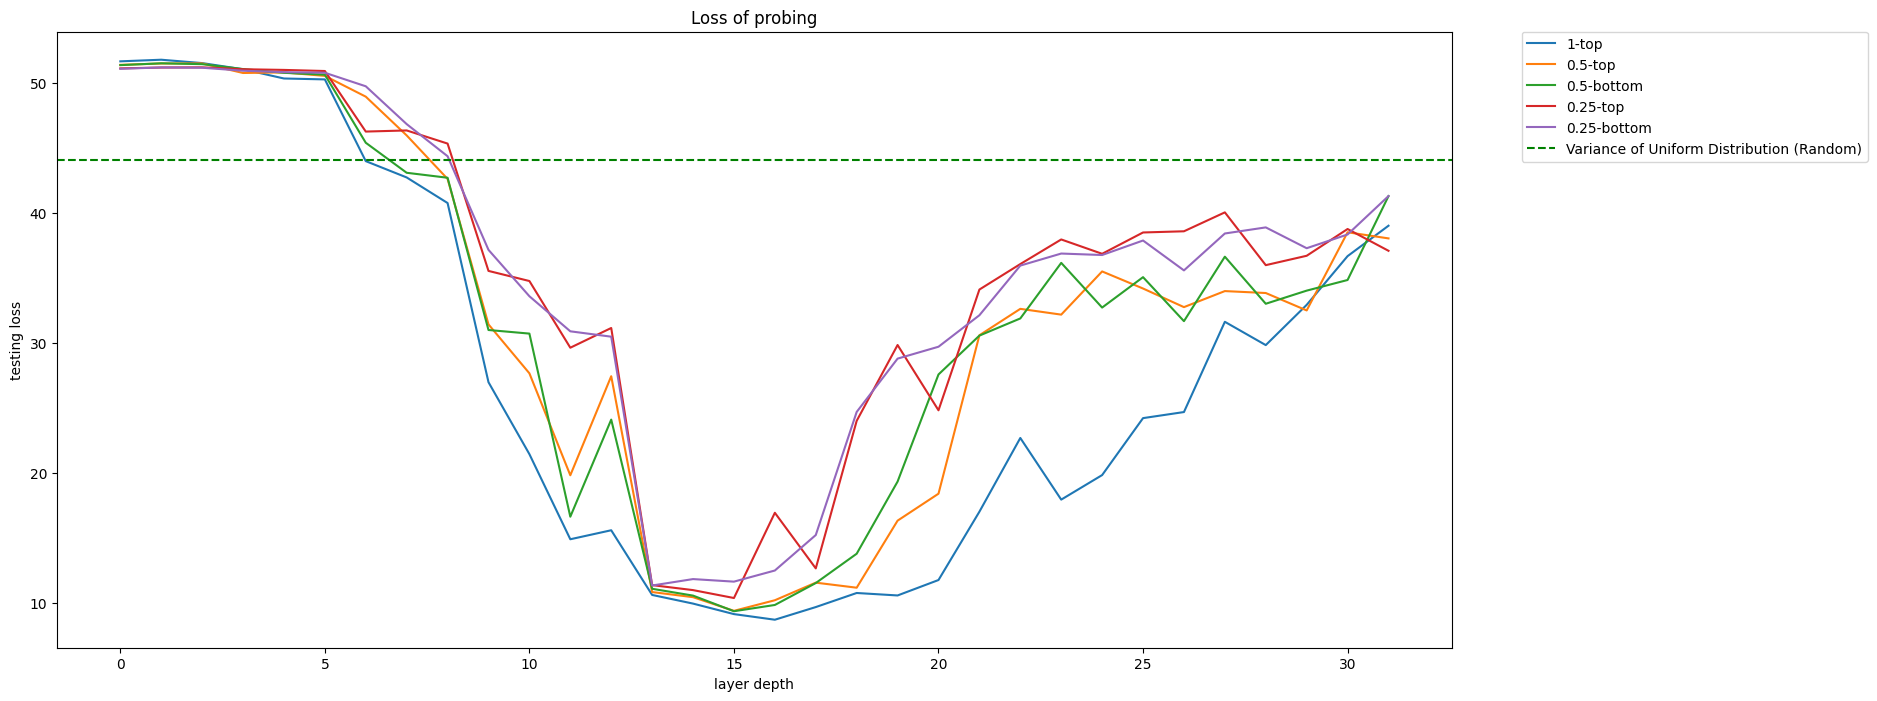 Loss of probing
testing loss
50
40
30
20
10
0 5 10 15 20 25 30
layer depth
1-top
0.5-top
0.5-bottom
0.25-top
0.25-bottom
Variance of Uniform Distribution (Random)